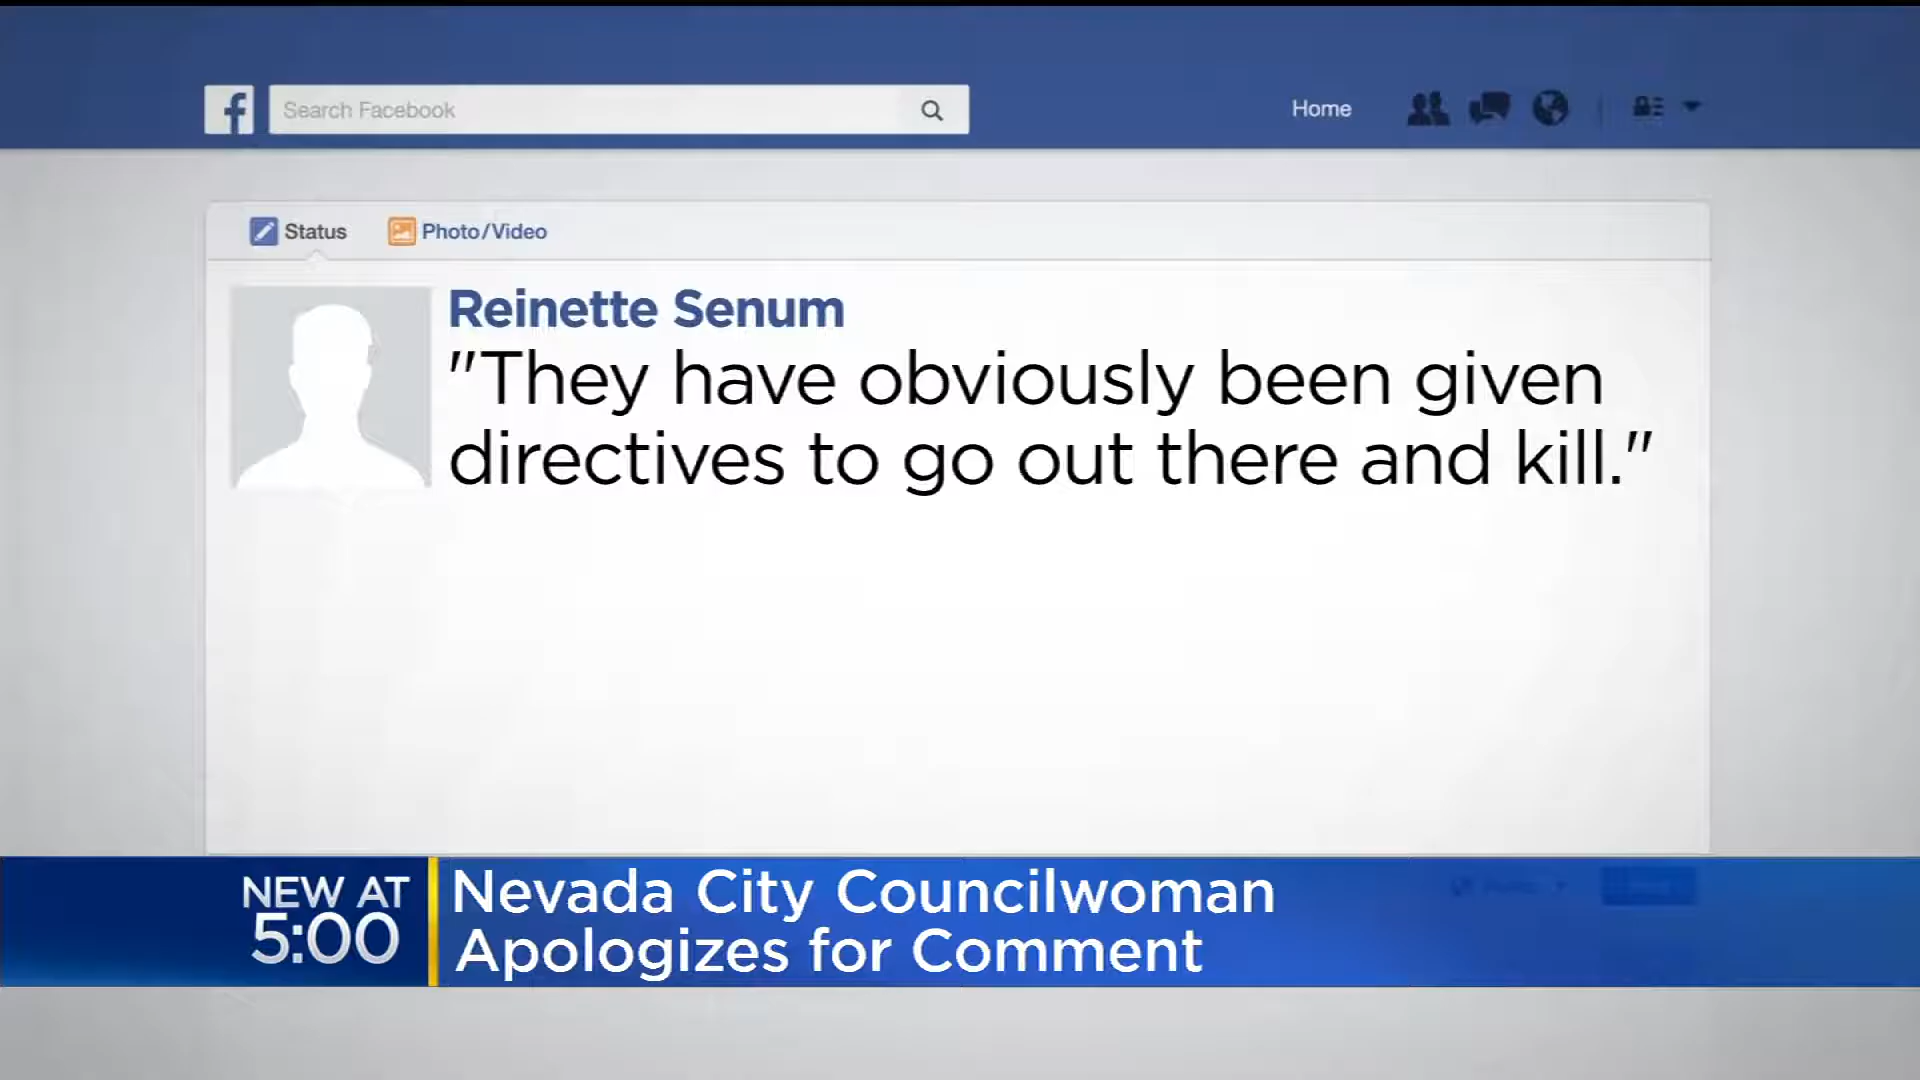 f
Search Facebook
Home
Status
Photo/Video
Reinette Senum
"They have obviously been given
directives to go out there and kill."
NEW AT
5:00
Nevada City Councilwoman
Apologizes for Comment